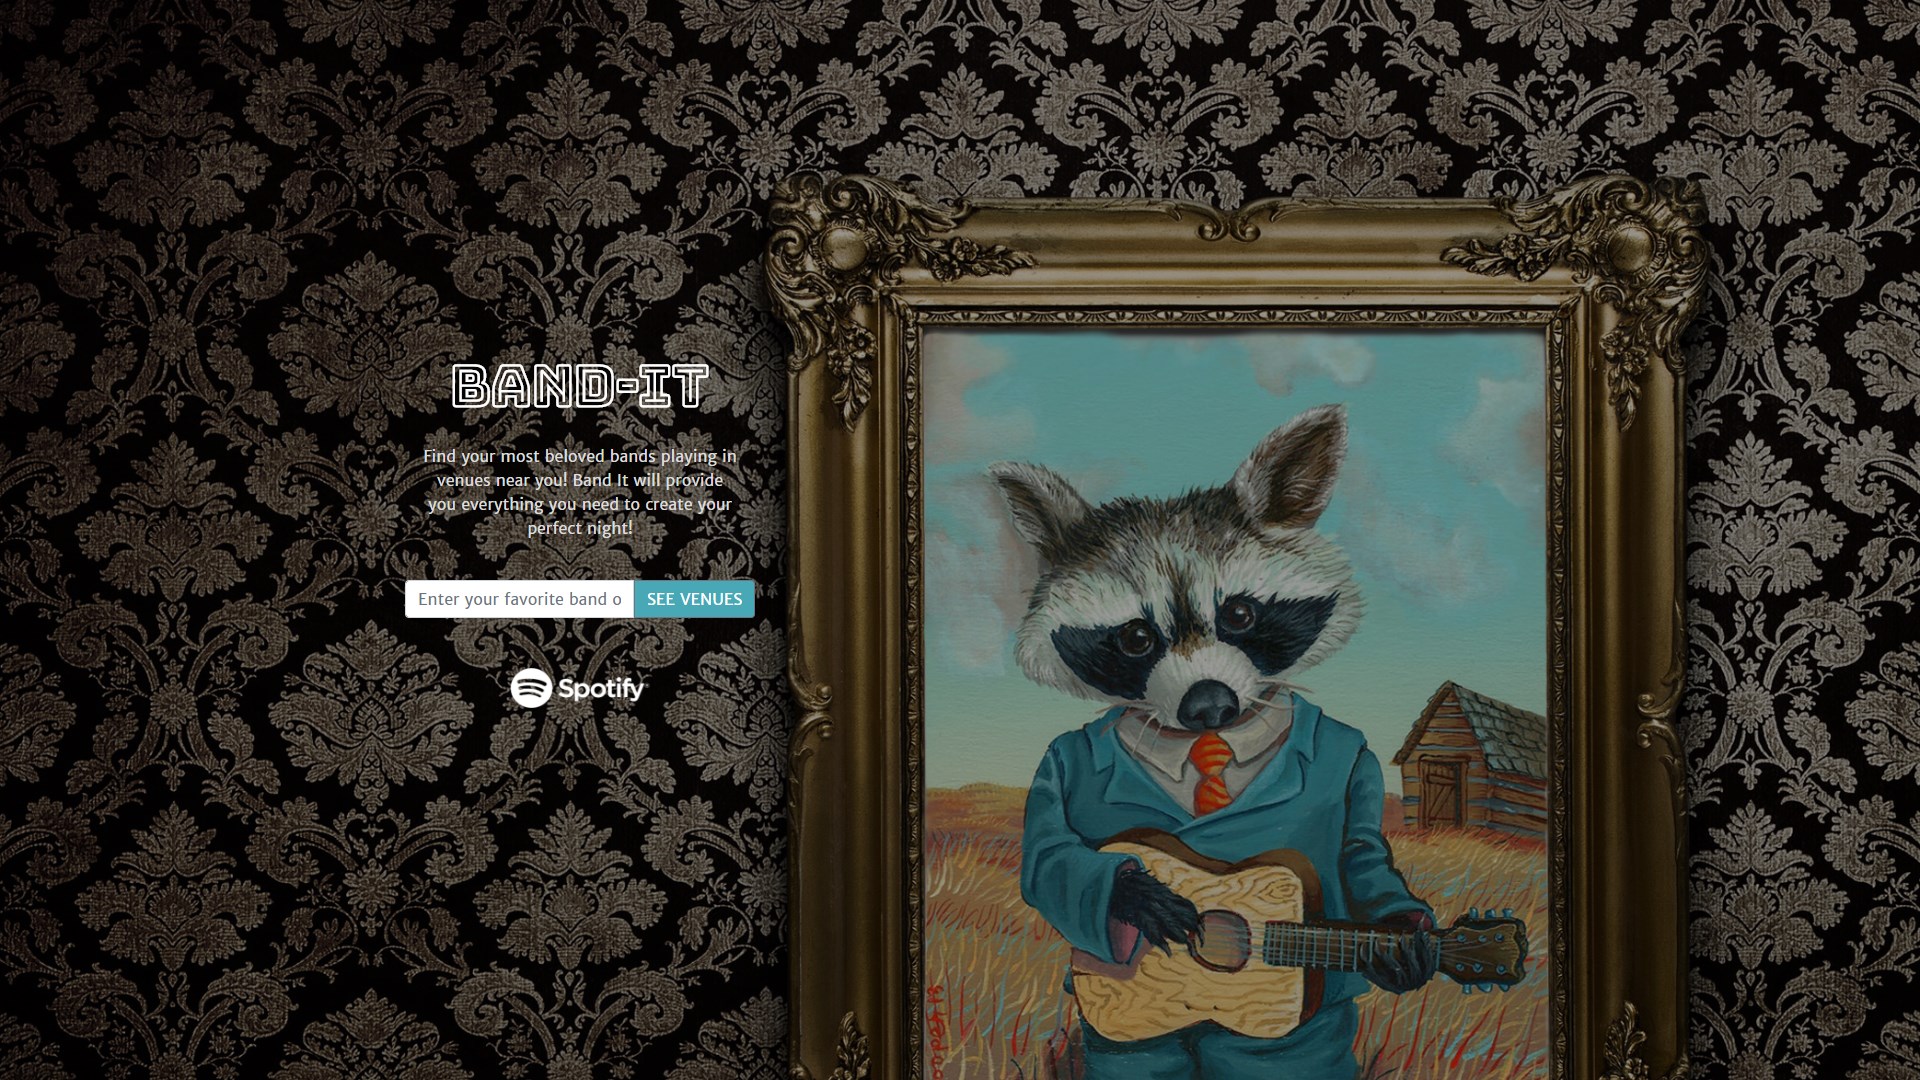 BAND-IT
Find your most beloved bands playing in
venues near you! Band It will provide
you everything you need to create your
perfect night!
Enter your favorite band o
SEE VENUES
Spotify